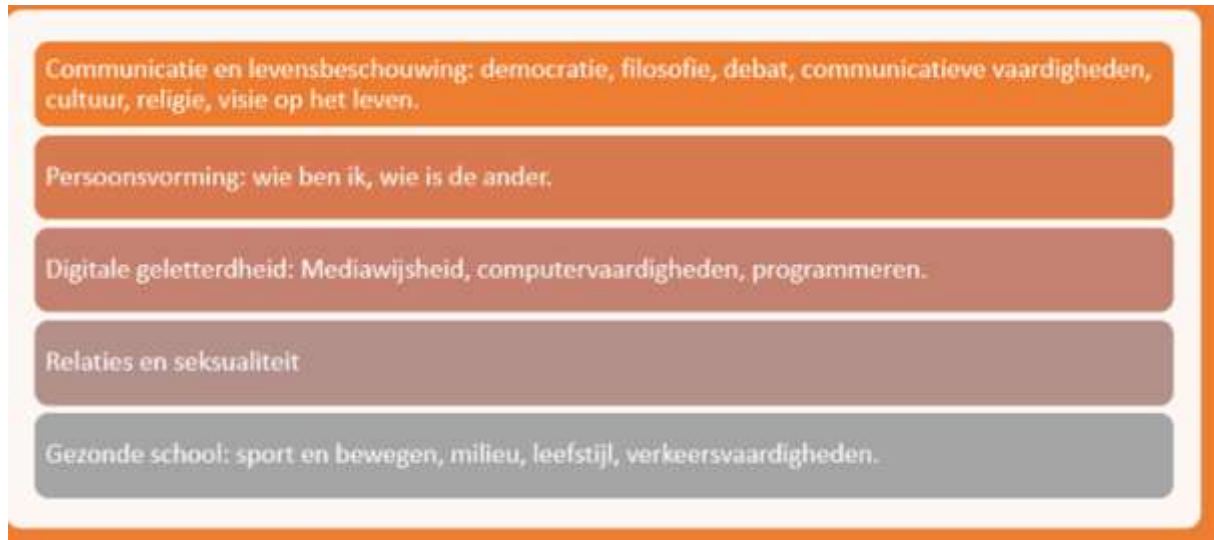 Communicatie en levensbeschouwing: democratie, filosofie, debat, communicatieve vaardigheden,
cultuur, religie, visie op het leven.
Persoonsvorming: wie ben ik, wie is de ander.
Digitale geletterdheid: Mediawijsheid, computervaardigheden, programmeren.
Relaties en seksualiteit
Gezonde school: sport en bewegen, milieu, leefstijl, verkeersvaardigheden.